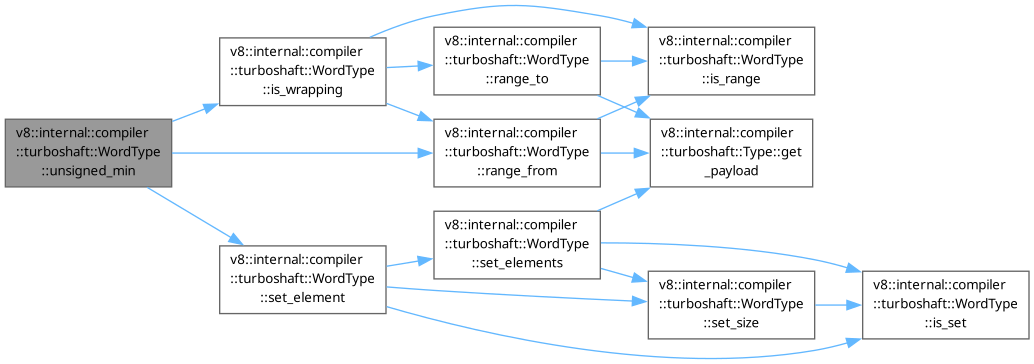 v8::internal::compiler
::turboshaft::WordType
::unsigned_min
v8::internal::compiler
::turboshaft::WordType
::is_wrapping
v8::internal::compiler
::turboshaft::WordType
::range_to
v8::internal::compiler
::turboshaft::WordType
::is_range
v8::internal::compiler
::turboshaft::WordType
::range_from
v8::internal::compiler
::turboshaft::Type::get
_payload
v8::internal::compiler
::turboshaft::WordType
::set_element
v8::internal::compiler
::turboshaft::WordType
::set_elements
v8::internal::compiler
::turboshaft::WordType
::set_size
v8::internal::compiler
::turboshaft::WordType
::is_set